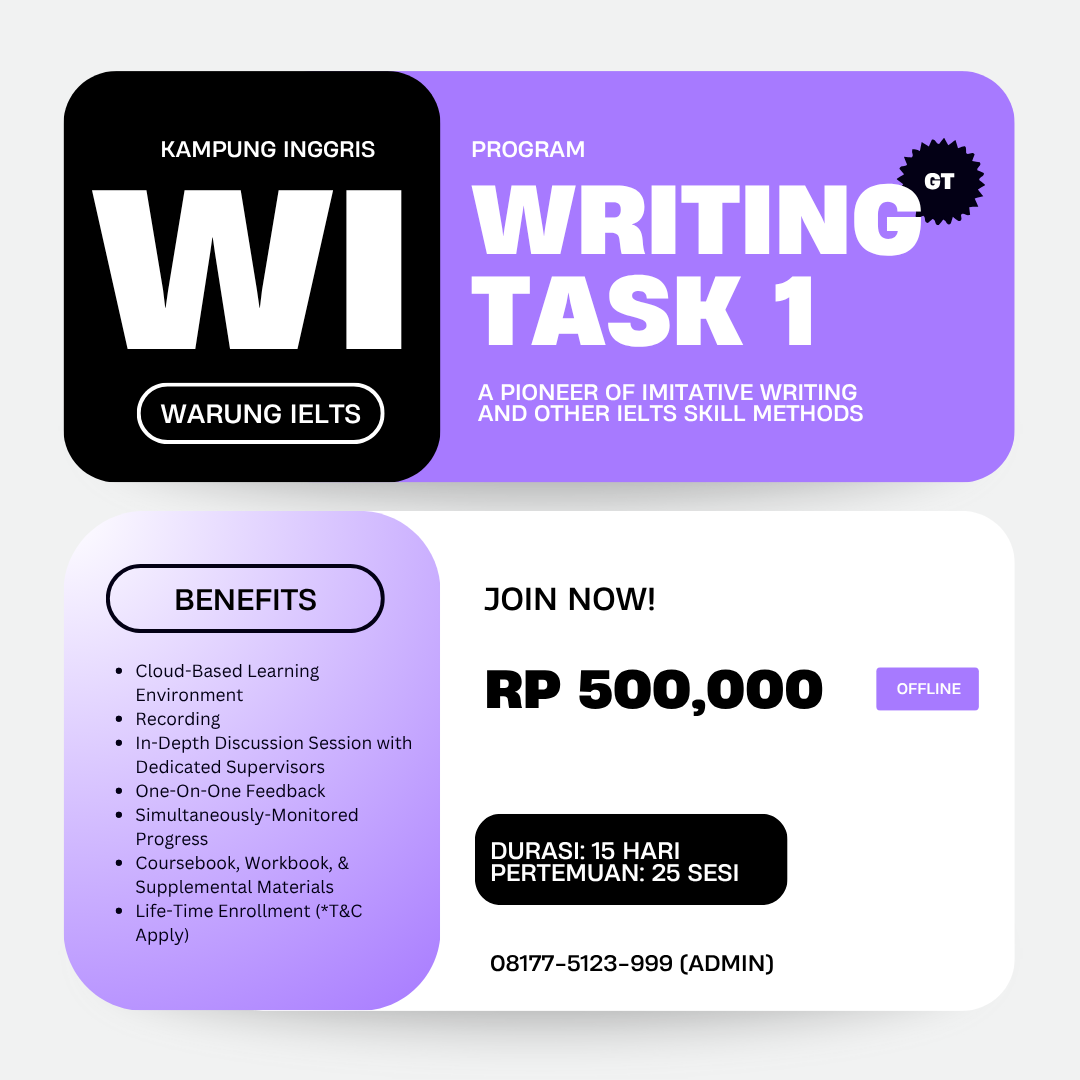 KAMPUNG INGGRIS
WI
WARUNG IELTS
PROGRAM
WRITING
GT
TASK 1
A PIONEER OF IMITATIVE WRITING
AND OTHER IELTS SKILL METHODS
BENEFITS
• Cloud-Based Learning
Environment
• Recording
• In-Depth Discussion Session with
Dedicated Supervisors
• One-On-One Feedback
• Simultaneously-Monitored
Progress
• Coursebook, Workbook, &
Supplemental Materials
• Life-Time Enrollment (*T&C
Apply)
JOIN NOW!
RP 500,000
OFFLINE
DURASI: 15 HARI
PERTEMUAN: 25 SESI
08177-5123-999 (ADMIN)